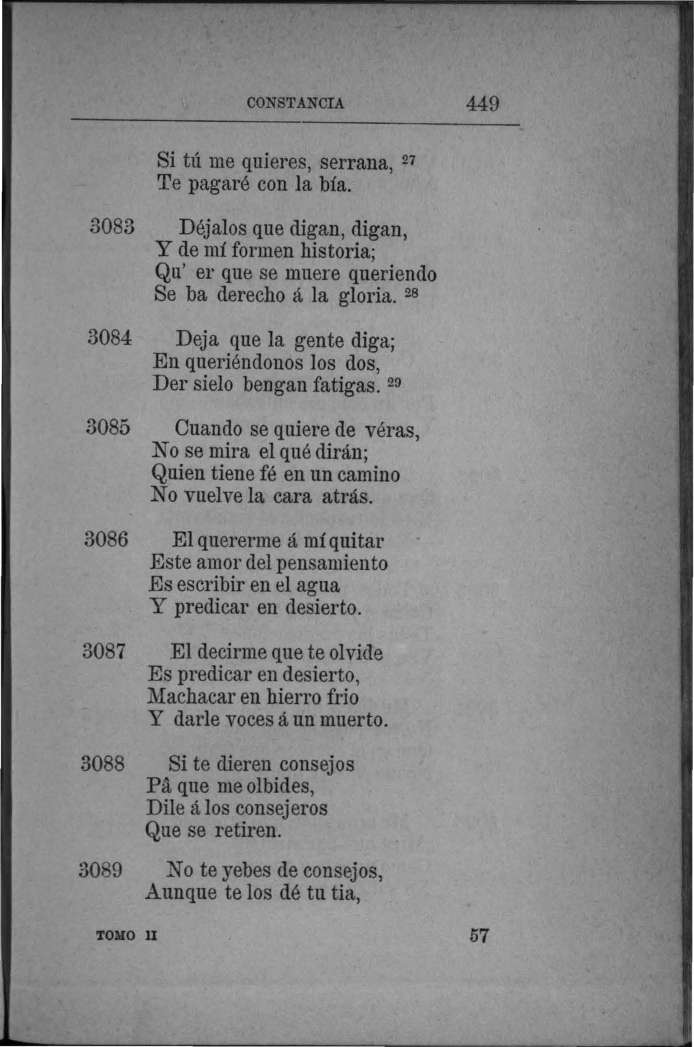 CONSTANCIA 449
Si tú me quieres, serrana, 27
Te pagaré con la bía.
3083 Déjalos que digan, digan,
Y de mí formen historia;
Qu' er que se muere queriendo
Se ba derecho á la gloria. 28
3084 Deja que la gente diga;
En queriéndonos los dos,
Der sielo bengan fatigas. 29
3085 Cuando se quiere de véras,
No se mira el qué dirán;
Quien tiene fé en un camino
No vuelve la cara atrás.
3086 El quererme á mí quitar
Este amor del pensamiento
Es escribir en el agua
Y predicar en desierto.
3087 El decirme que te olvide
Es predicar en desierto,
Machacar en hierro frio
Y darle voces á un muerto.
3088 Si te dieren consejos
Pâ que me olbides,
Dile á los consejeros
Que se retiren.
3089 No te yebes de consejos,
Aunque te los dé tu tia,
TOMO II 57